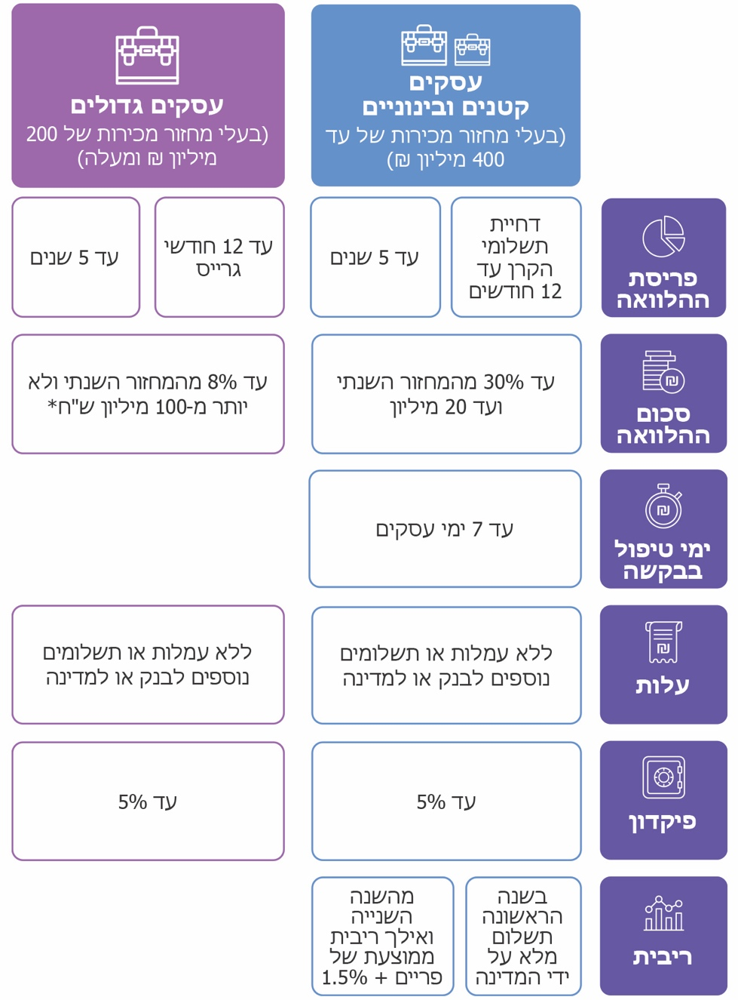 עסקים
קטנים ובינוניים
(בעלי מחזור מכירות של עד
400 מיליון ₪)
עסקים גדולים
(בעלי מחזור מכירות של 200
מיליון ₪ ומעלה)
פריסת
ההלוואה
דחיית
תשלומי
הקרן עד
12 חודשים
עד 5 שנים
עד 12 חודשי
גרייס
עד 5 שנים
סכום
ההלוואה
עד 30% מהמחזור השנתי
ועד 20 מיליון
עד 8% מהמחזור השנתי ולא
יותר מ-100 מיליון ש"ח*
ימי טיפול
בבקשה
עד 7 ימי עסקים
עלות
ללא עמלות או תשלומים
נוספים לבנק או למדינה
ללא עמלות או תשלומים
נוספים לבנק או למדינה
פיקדון
עד 5%
עד 5%
ריבית
בשנה
הראשונה
תשלום
מלא על
ידי המדינה
מהשנה
השנייה
ואילך ריבית
ממוצעת של
פריים + 1.5%